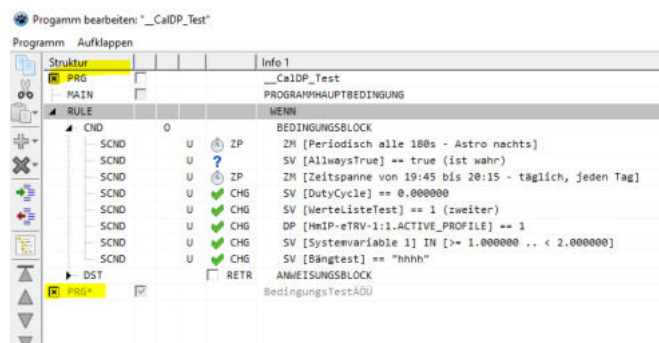 Progamm bearbeiten: "__CalDP_Test"
Programm Aufklappen
Struktur Info 1
PRG __CalDP_Test
MAIN PROGRAMMHAUPTBEDINGUNG
RULE WENN
CND O BEDINGUNGSBLOCK
SCND U ZP ZM [Periodisch alle 180s - Astro nachts]
SCND U ? SV [AllwaysTrue] == true (ist wahr)
SCND U ZP ZM [Zeitspanne von 19:45 bis 20:15 - täglich, jeden Tag]
SCND U CHG SV [DutyCycle] == 0.000000
SCND U CHG SV [WerteListeTest] == 1 (zweiter)
SCND U CHG DP [HmIP-eTRV-1:1.ACTIVE_PROFILE] == 1
SCND U CHG SV [Systemvariable 1] IN [>= 1.000000 .. < 2.000000]
SCND U CHG SV [Bängtest] == "hhhh"
DST RETR ANWEISUNGSBLOCK
PRG* BedingungsTestÄÖÜ